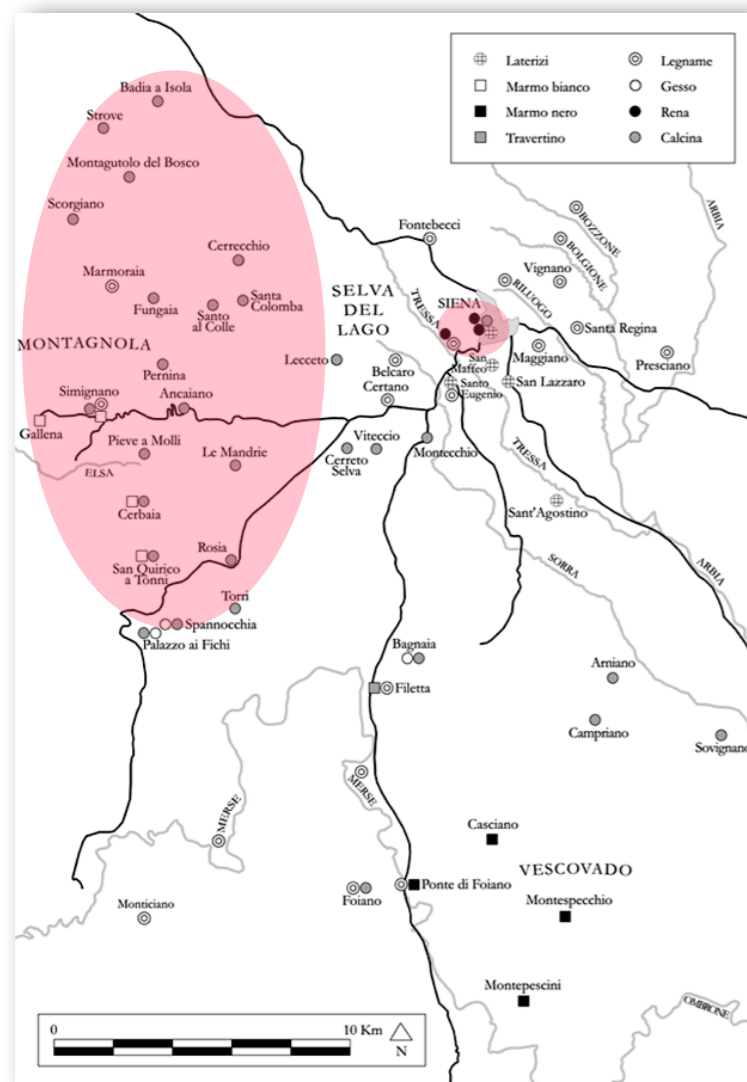 Laterizi
Legname
Marmo bianco
Gesso
Marmo nero
Rena
Travertino
Calcina
Badia a Isola
Strove
Montagutolo del Bosco
Scorgiano
Fontebecci
BOZZONE
ARBIA
BOLGIONE
Cerrecchio
Marmoraia
Vignano
RILUOGO
SELVA
DEL
LAGO
TRESSA
SIENA
Fungaia
Santo
al Colle
Santa
Colomba
Santa Regina
MONTAGNOLA
Pernina
Lecceto
Belcaro
Certano
San
Maffeo
Maggiano
Presciano
Simignano
Ancaiano
Santo
Eugenio
San Lazzaro
Gallena
Pieve a Molli
Le Mandrie
Cerreto
Selva
Viteccio
Montecchio
TRESSA
ELSA
Cerbaia
Sant'Agostino
San Quirico
a Tonni
Rosia
SORRA
ARBIA
Torri
Spannocchia
Palazzo ai Fichi
Bagnaia
Filetta
Arniano
Campriano
Sovignano
MERSE
MERSE
Casciano
VESCOVADO
Monticiano
Foiano
Ponte di Foiano
Montespecchio
Montepescini
OMBRONE
0
10 Km
N